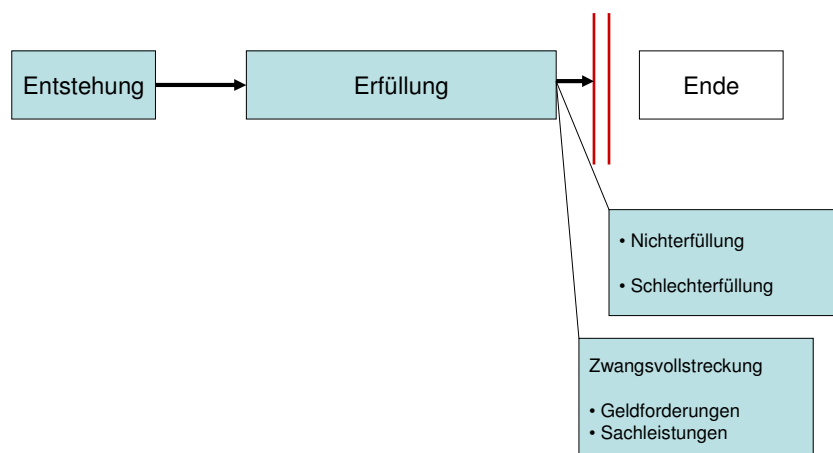 Entstehung
Erfüllung
Ende
• Nichterfüllung
• Schlechterfüllung
Zwangsvollstreckung
• Geldforderungen
• Sachleistungen